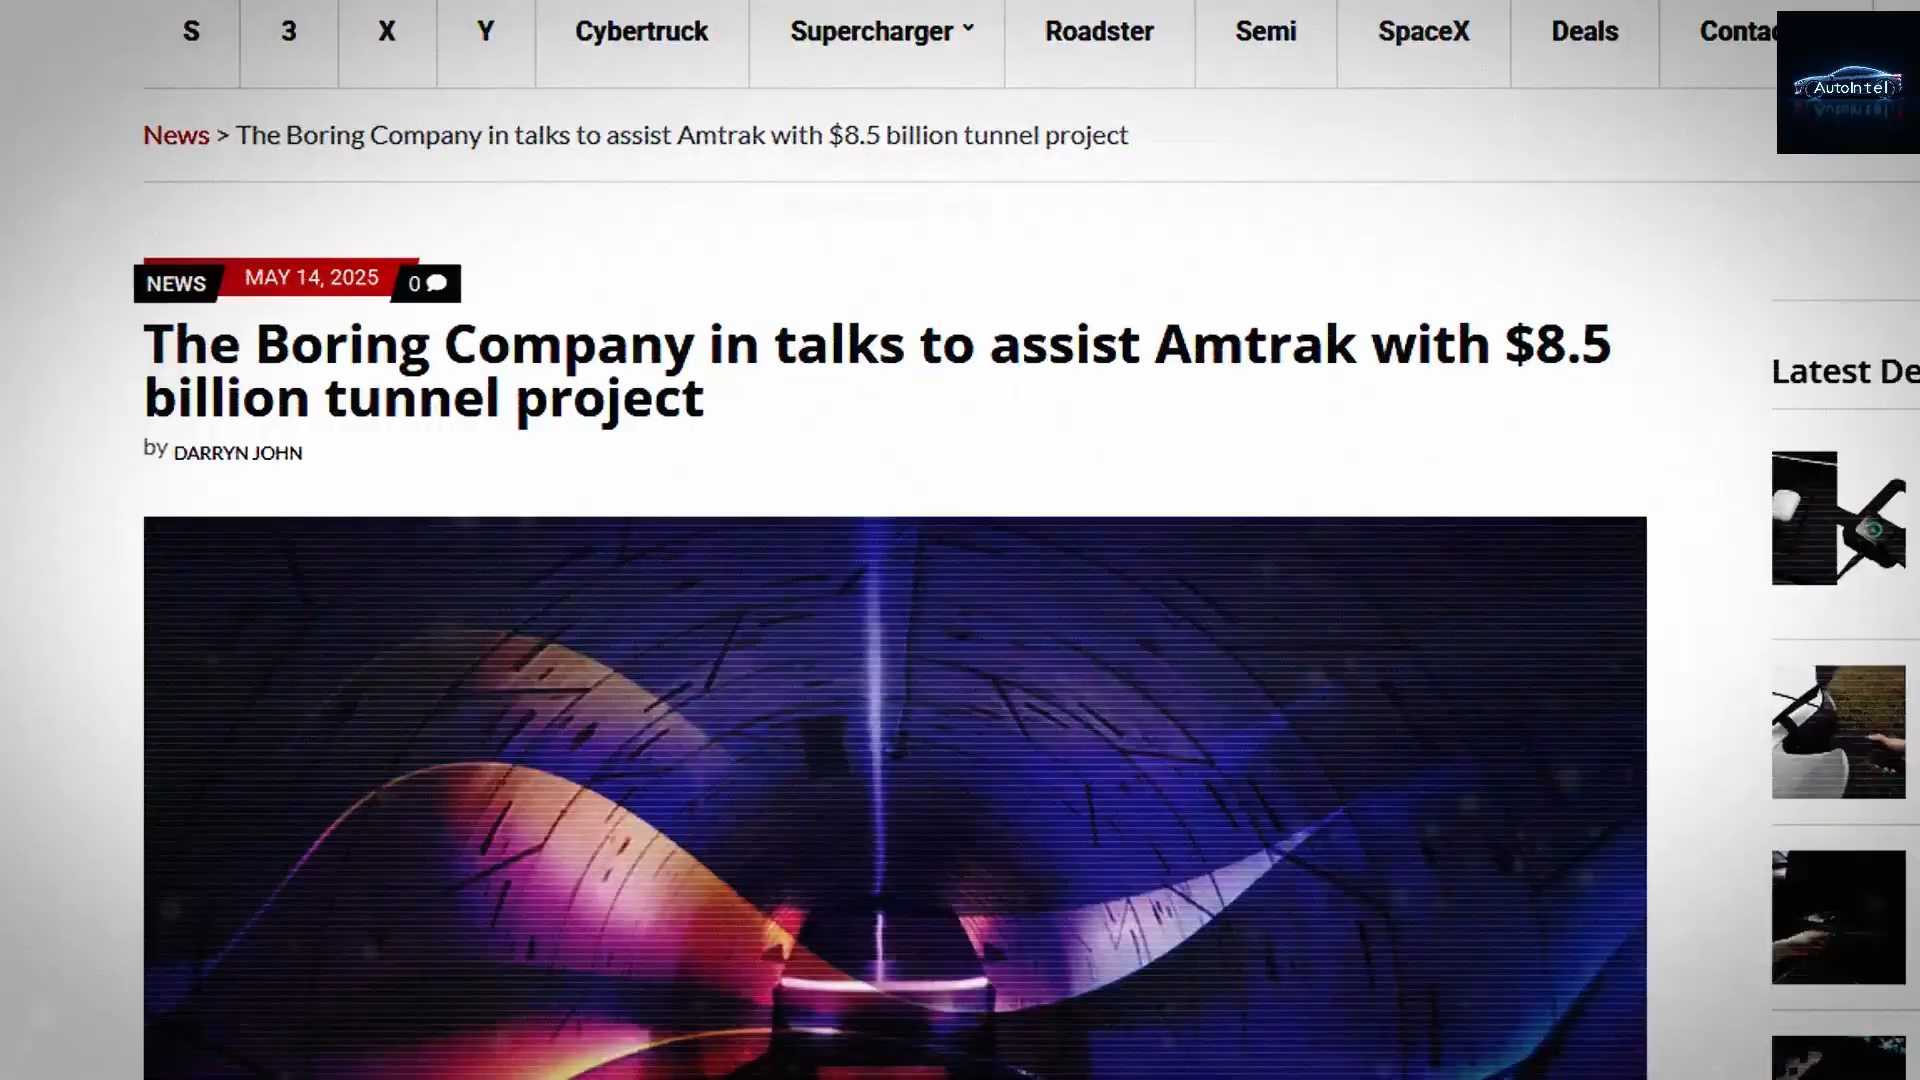 S 3 X Y Cybertruck Supercharger Roadster Semi SpaceX Deals
AutoIntel
News > The Boring Company in talks to assist Amtrak with $8.5 billion tunnel project
NEWS MAY 14, 2025 0
The Boring Company in talks to assist Amtrak with $8.5
billion tunnel project
by DARRYN JOHN
Latest